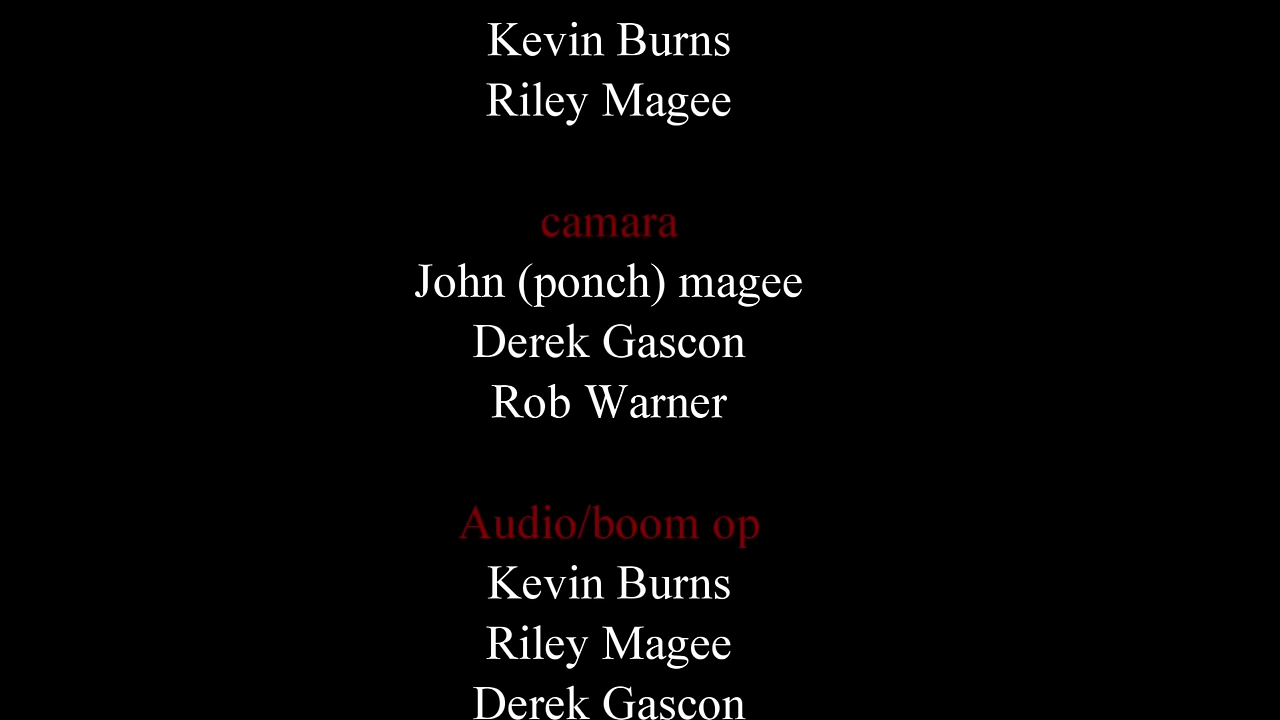 Kevin Burns
Riley Magee
camara
John (ponch) magee
Derek Gascon
Rob Warner
Audio/boom op
Kevin Burns
Riley Magee
Derek Gascon